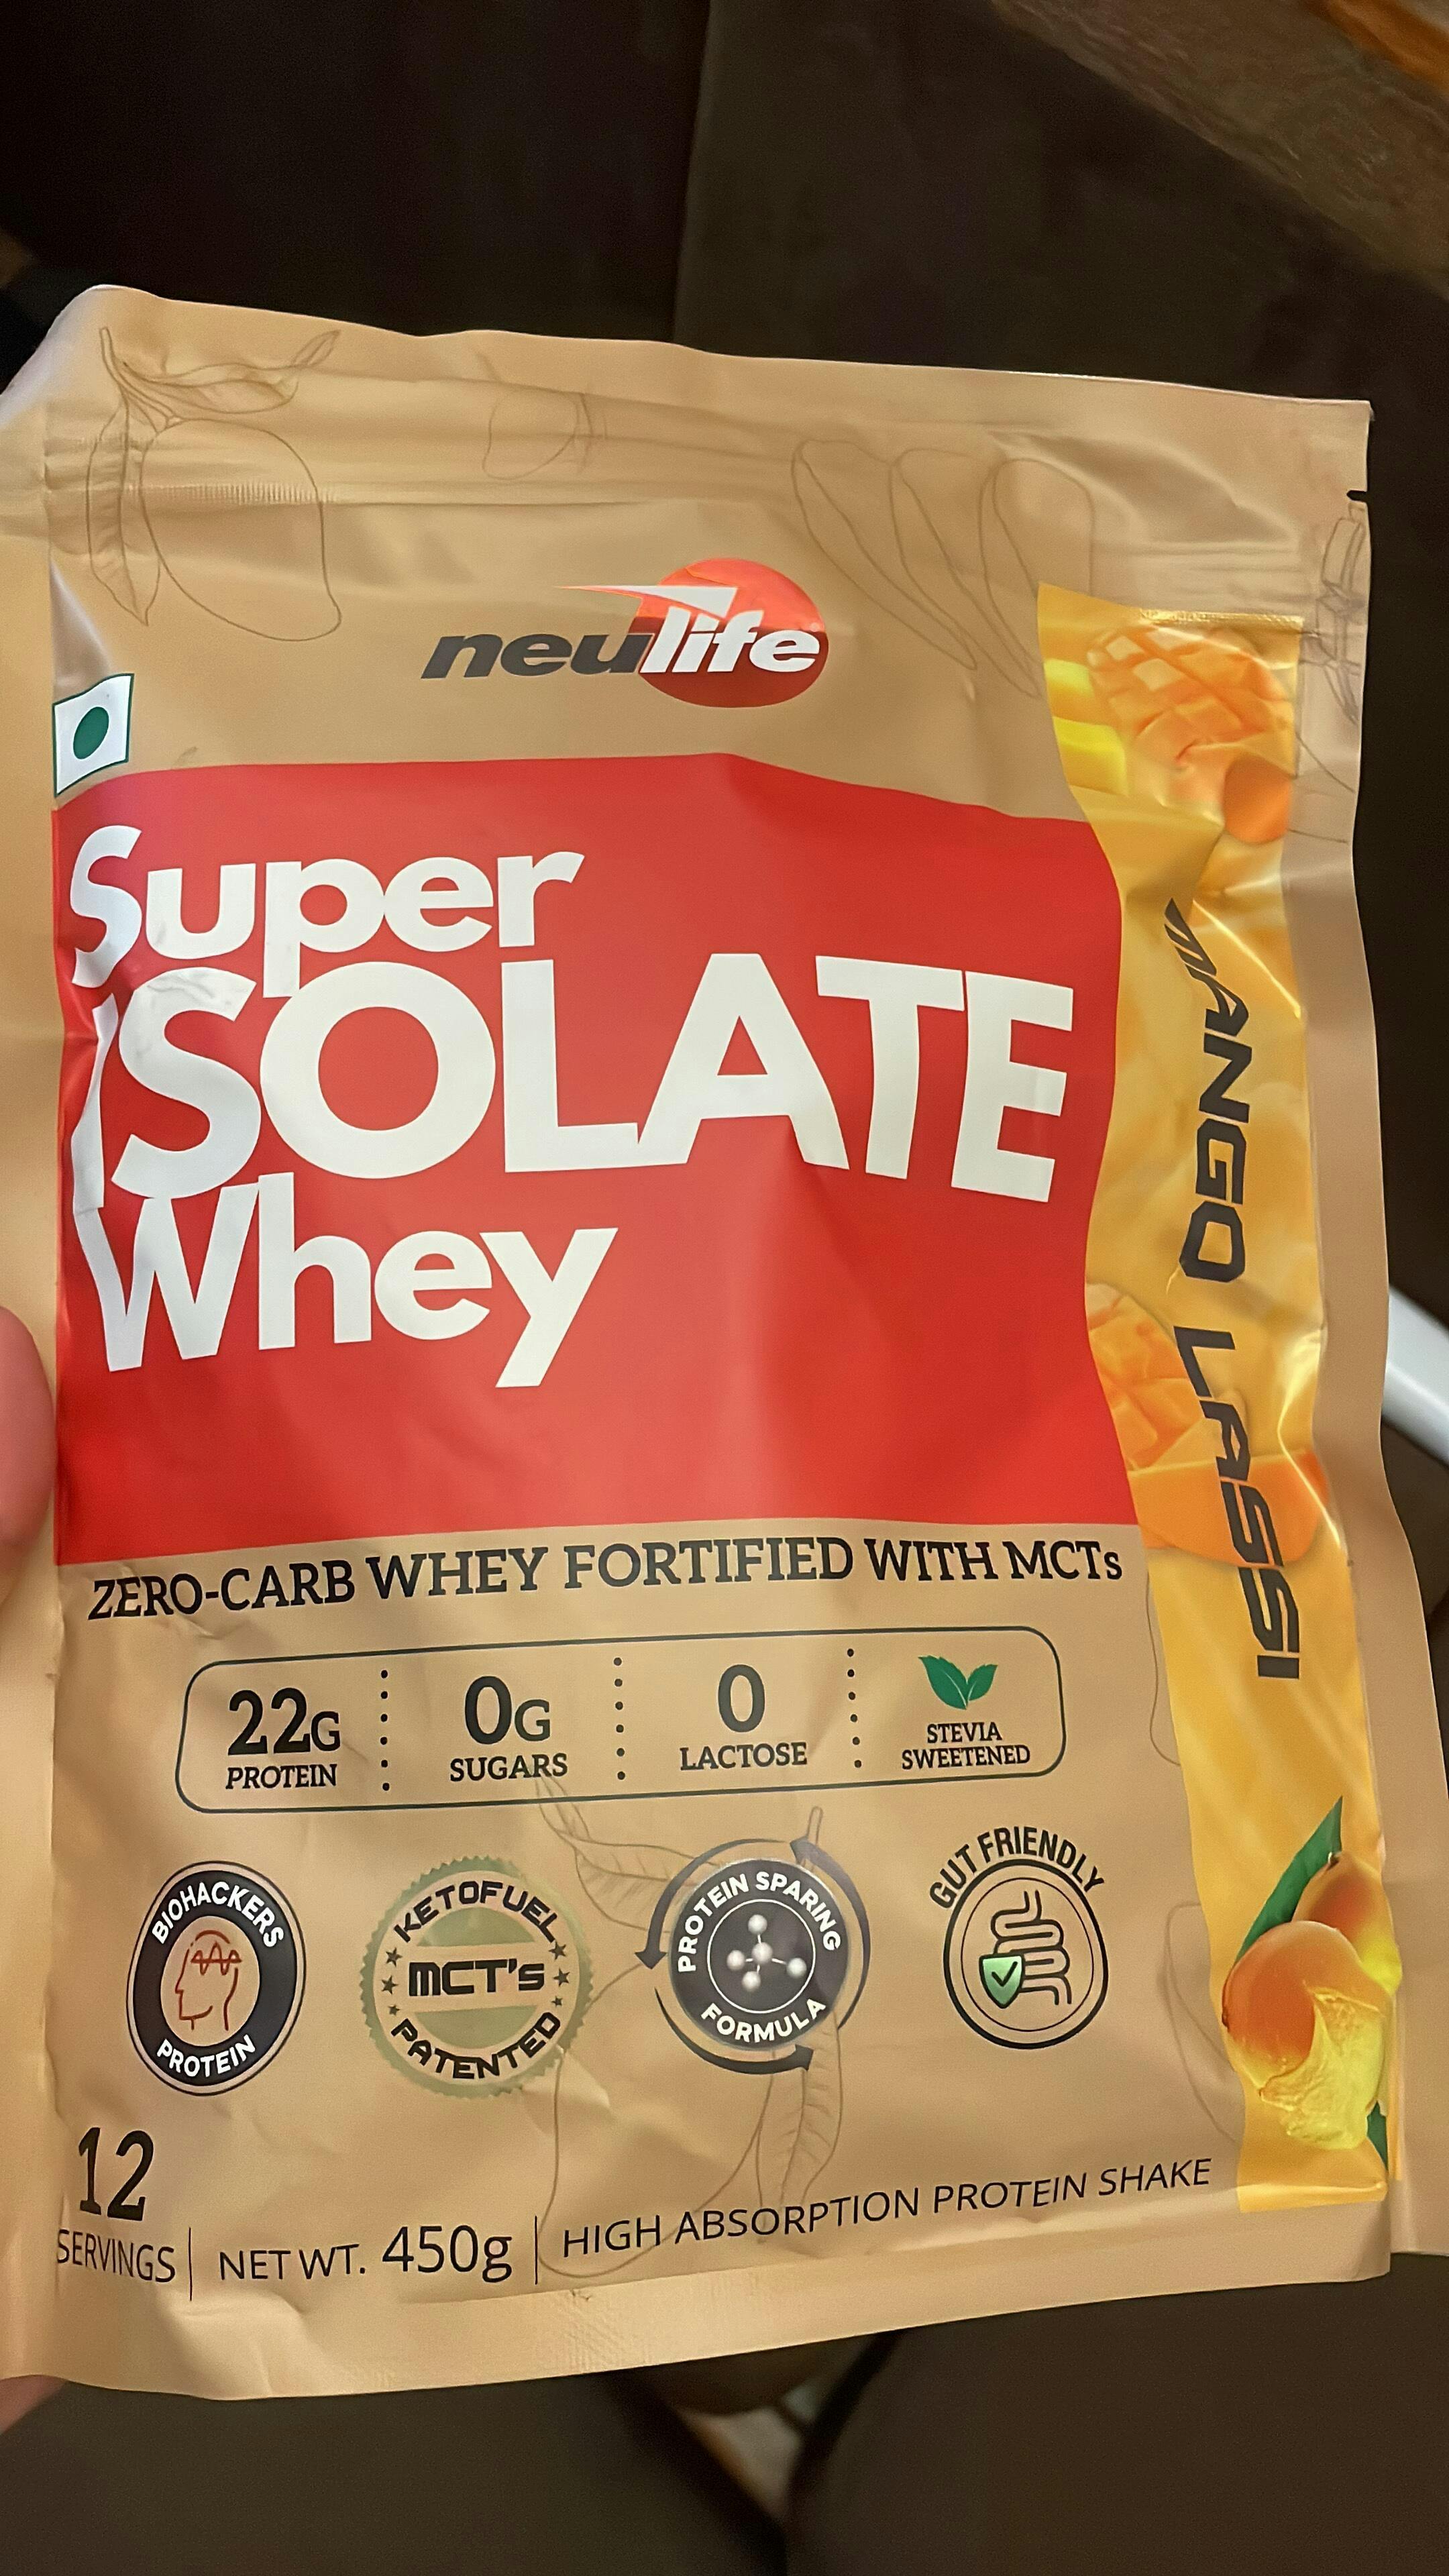 neulife
Super
ISOLATE
Whey
MANGO LASSI
ZERO-CARB WHEY FORTIFIED WITH MCTs
22G
PROTEIN
0G
SUGARS
0
LACTOSE
STEVIA
SWEETENED
BIOHACKERS
PROTEIN
KETOFUEL
MCT's
PATENTED
PROTEIN SPARING
FORMULA
GUT FRIENDLY
12
SERVINGS
NET WT. 450g
HIGH ABSORPTION PROTEIN SHAKE